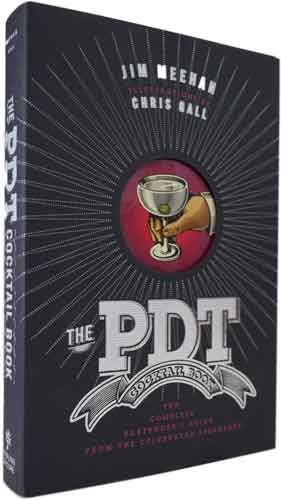 JIM MEEHAN
ILLUSTRATIONS BY
CHRIS GALL
THE
PDT
COCKTAIL BOOK
THE
COMPLETE
BARTENDER'S GUIDE
FROM THE CELEBRATED SPEAKEASY
THE PDT COCKTAIL BOOK